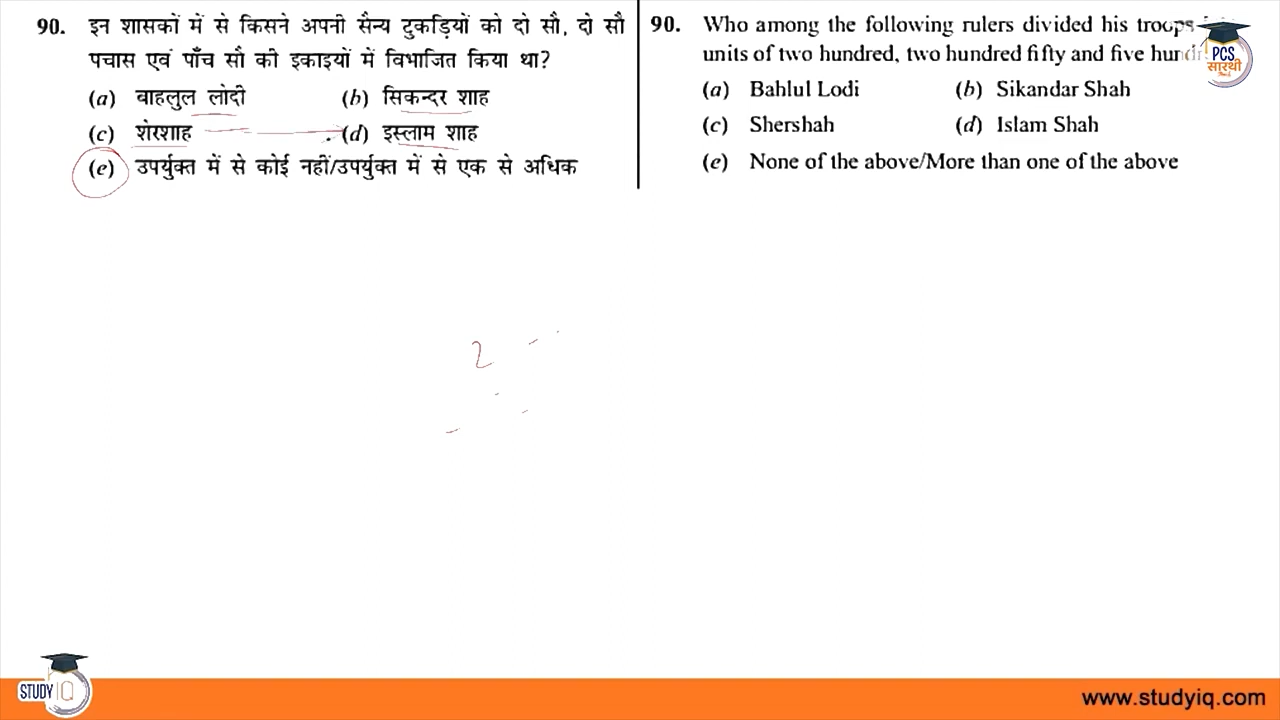 90. इन शासकों में से किसने अपनी सैन्य टुकड़ियों को दो सौ, दो सौ
पचास एवं पाँच सौ की इकाइयों में विभाजित किया था?
(a) वाहलुल लोदी (b) सिकन्दर शाह
(c) शेरशाह (d) इस्लाम शाह
(e) उपर्युक्त में से कोई नहीं/उपर्युक्त में से एक से अधिक
90. Who among the following rulers divided his troops
units of two hundred, two hundred fifty and five
(a) Bahlul Lodi (b) Sikandar Shah
(c) Shershah (d) Islam Shah
(e) None of the above/More than one of the above
PCS
सारथी
2
STUDY IQ
www.studyiq.com